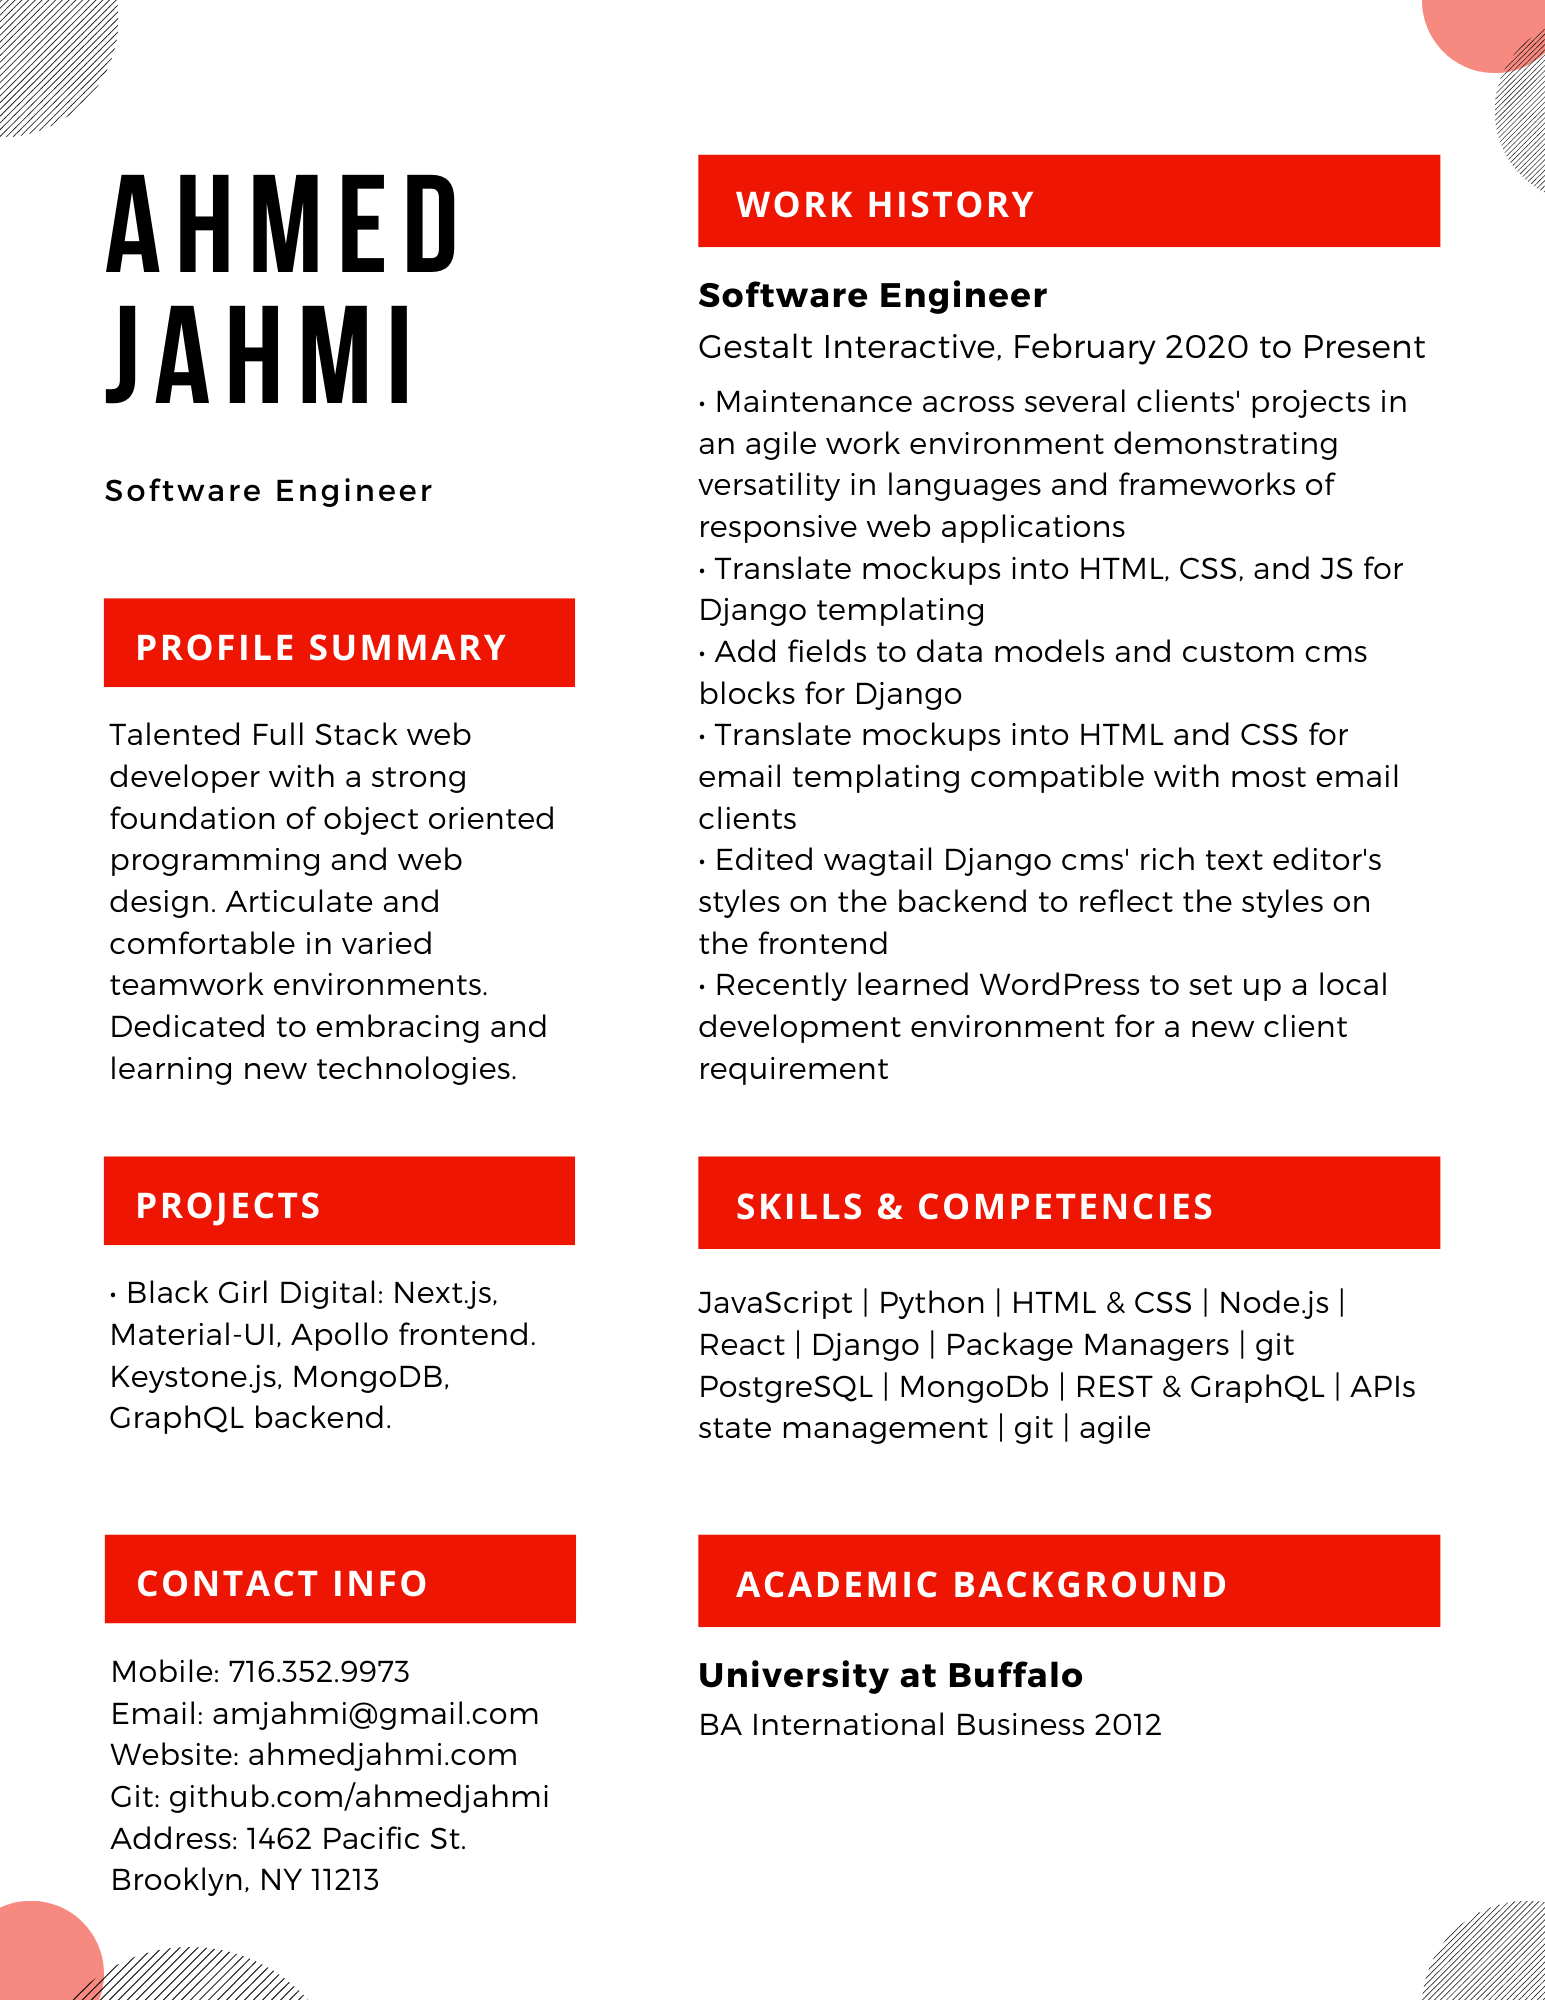 AHMED
JAHMI
Software Engineer
PROFILE SUMMARY
Talented Full Stack web
developer with a strong
foundation of object oriented
programming and web
design. Articulate and
comfortable in varied
teamwork environments.
Dedicated to embracing and
learning new technologies.
PROJECTS
• Black Girl Digital: Next.js,
Material-UI, Apollo frontend.
Keystone.js, MongoDB,
GraphQL backend.
CONTACT INFO
Mobile: 716.352.9973
Email: amjahmi@gmail.com
Website: ahmedjahmi.com
Git: github.com/ahmedjahmi
Address: 1462 Pacific St.
Brooklyn, NY 11213
WORK HISTORY
Software Engineer
Gestalt Interactive, February 2020 to Present
• Maintenance across several clients' projects in
an agile work environment demonstrating
versatility in languages and frameworks of
responsive web applications
• Translate mockups into HTML, CSS, and JS for
Django templating
• Add fields to data models and custom cms
blocks for Django
• Translate mockups into HTML and CSS for
email templating compatible with most email
clients
• Edited wagtail Django cms' rich text editor's
styles on the backend to reflect the styles on
the frontend
• Recently learned WordPress to set up a local
development environment for a new client
requirement
SKILLS & COMPETENCIES
JavaScript | Python | HTML & CSS | Node.js |
React | Django | Package Managers | git
PostgreSQL | MongoDb | REST & GraphQL | APIs
state management | git | agile
ACADEMIC BACKGROUND
University at Buffalo
BA International Business 2012